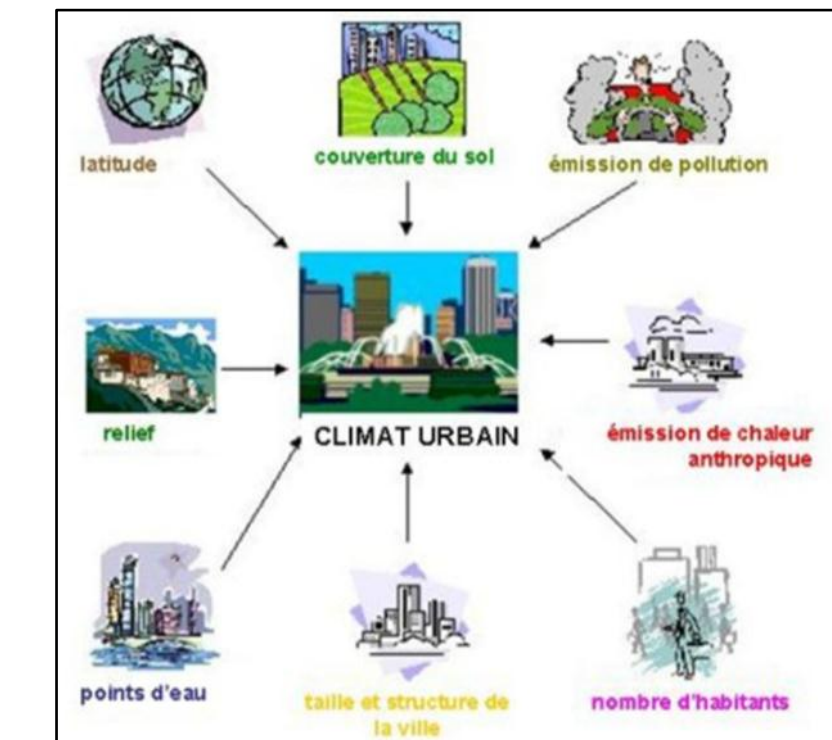 latitude
couverture du sol
émission de pollution
relief
CLIMAT URBAIN
émission de chaleur
anthropique
points d'eau
taille et structure de
la ville
nombre d'habitants